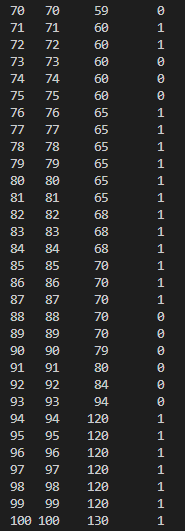 70 70 59 0
71 71 60 1
72 72 60 1
73 73 60 0
74 74 60 0
75 75 60 0
76 76 65 1
77 77 65 1
78 78 65 1
79 79 65 1
80 80 65 1
81 81 65 1
82 82 68 1
83 83 68 1
84 84 68 1
85 85 70 1
86 86 70 1
87 87 70 1
88 88 70 0
89 89 70 0
90 90 79 0
91 91 80 0
92 92 84 0
93 93 94 0
94 94 120 1
95 95 120 1
96 96 120 1
97 97 120 1
98 98 120 1
99 99 120 1
100 100 130 1